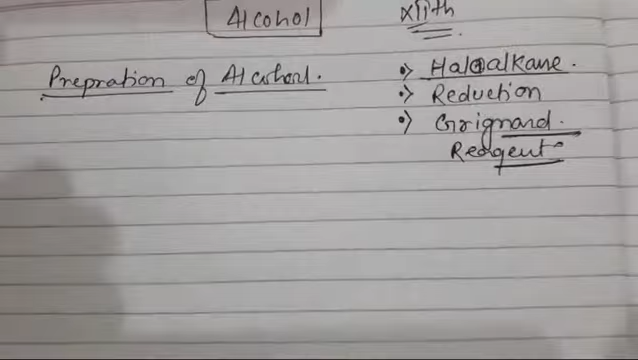 Alcohol
XIIth
Prepration of Alcohol.
•> Haloalkane.
•> Reduction
•> Grignard.
Reagent